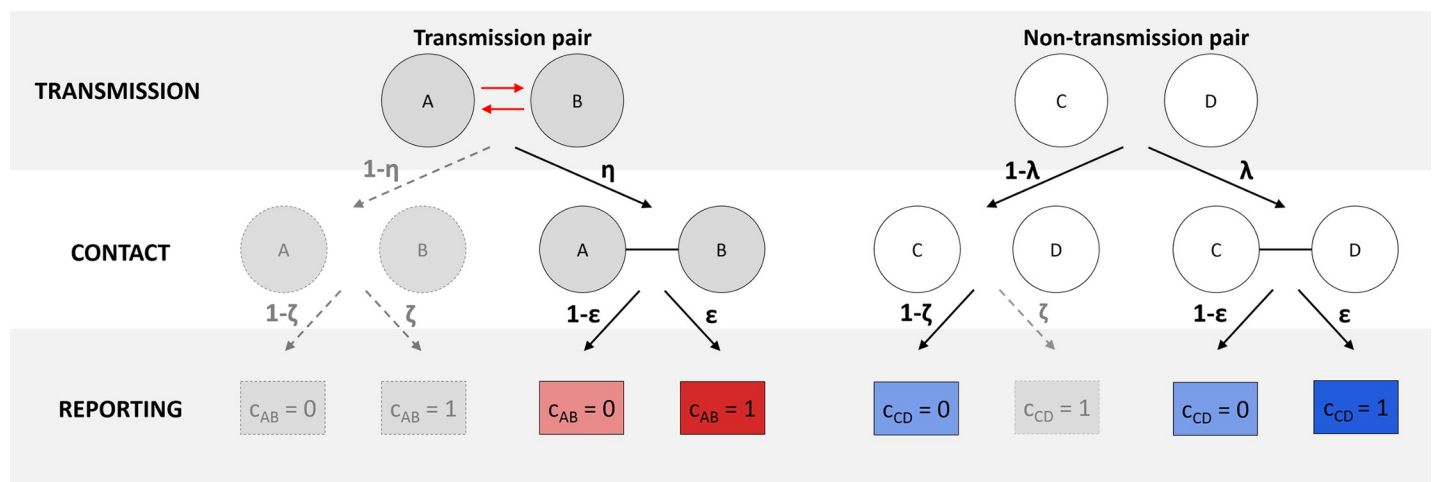 Transmission pair Non-transmission pair
TRANSMISSION A B C D
1-η η 1-λ λ
CONTACT A B A B C D C D
1-ζ ζ 1-ε ε 1-ζ ζ 1-ε ε
REPORTING c_AB = 0 c_AB = 1 c_AB = 0 c_AB = 1 c_CD = 0 c_CD = 1 c_CD = 0 c_CD = 1